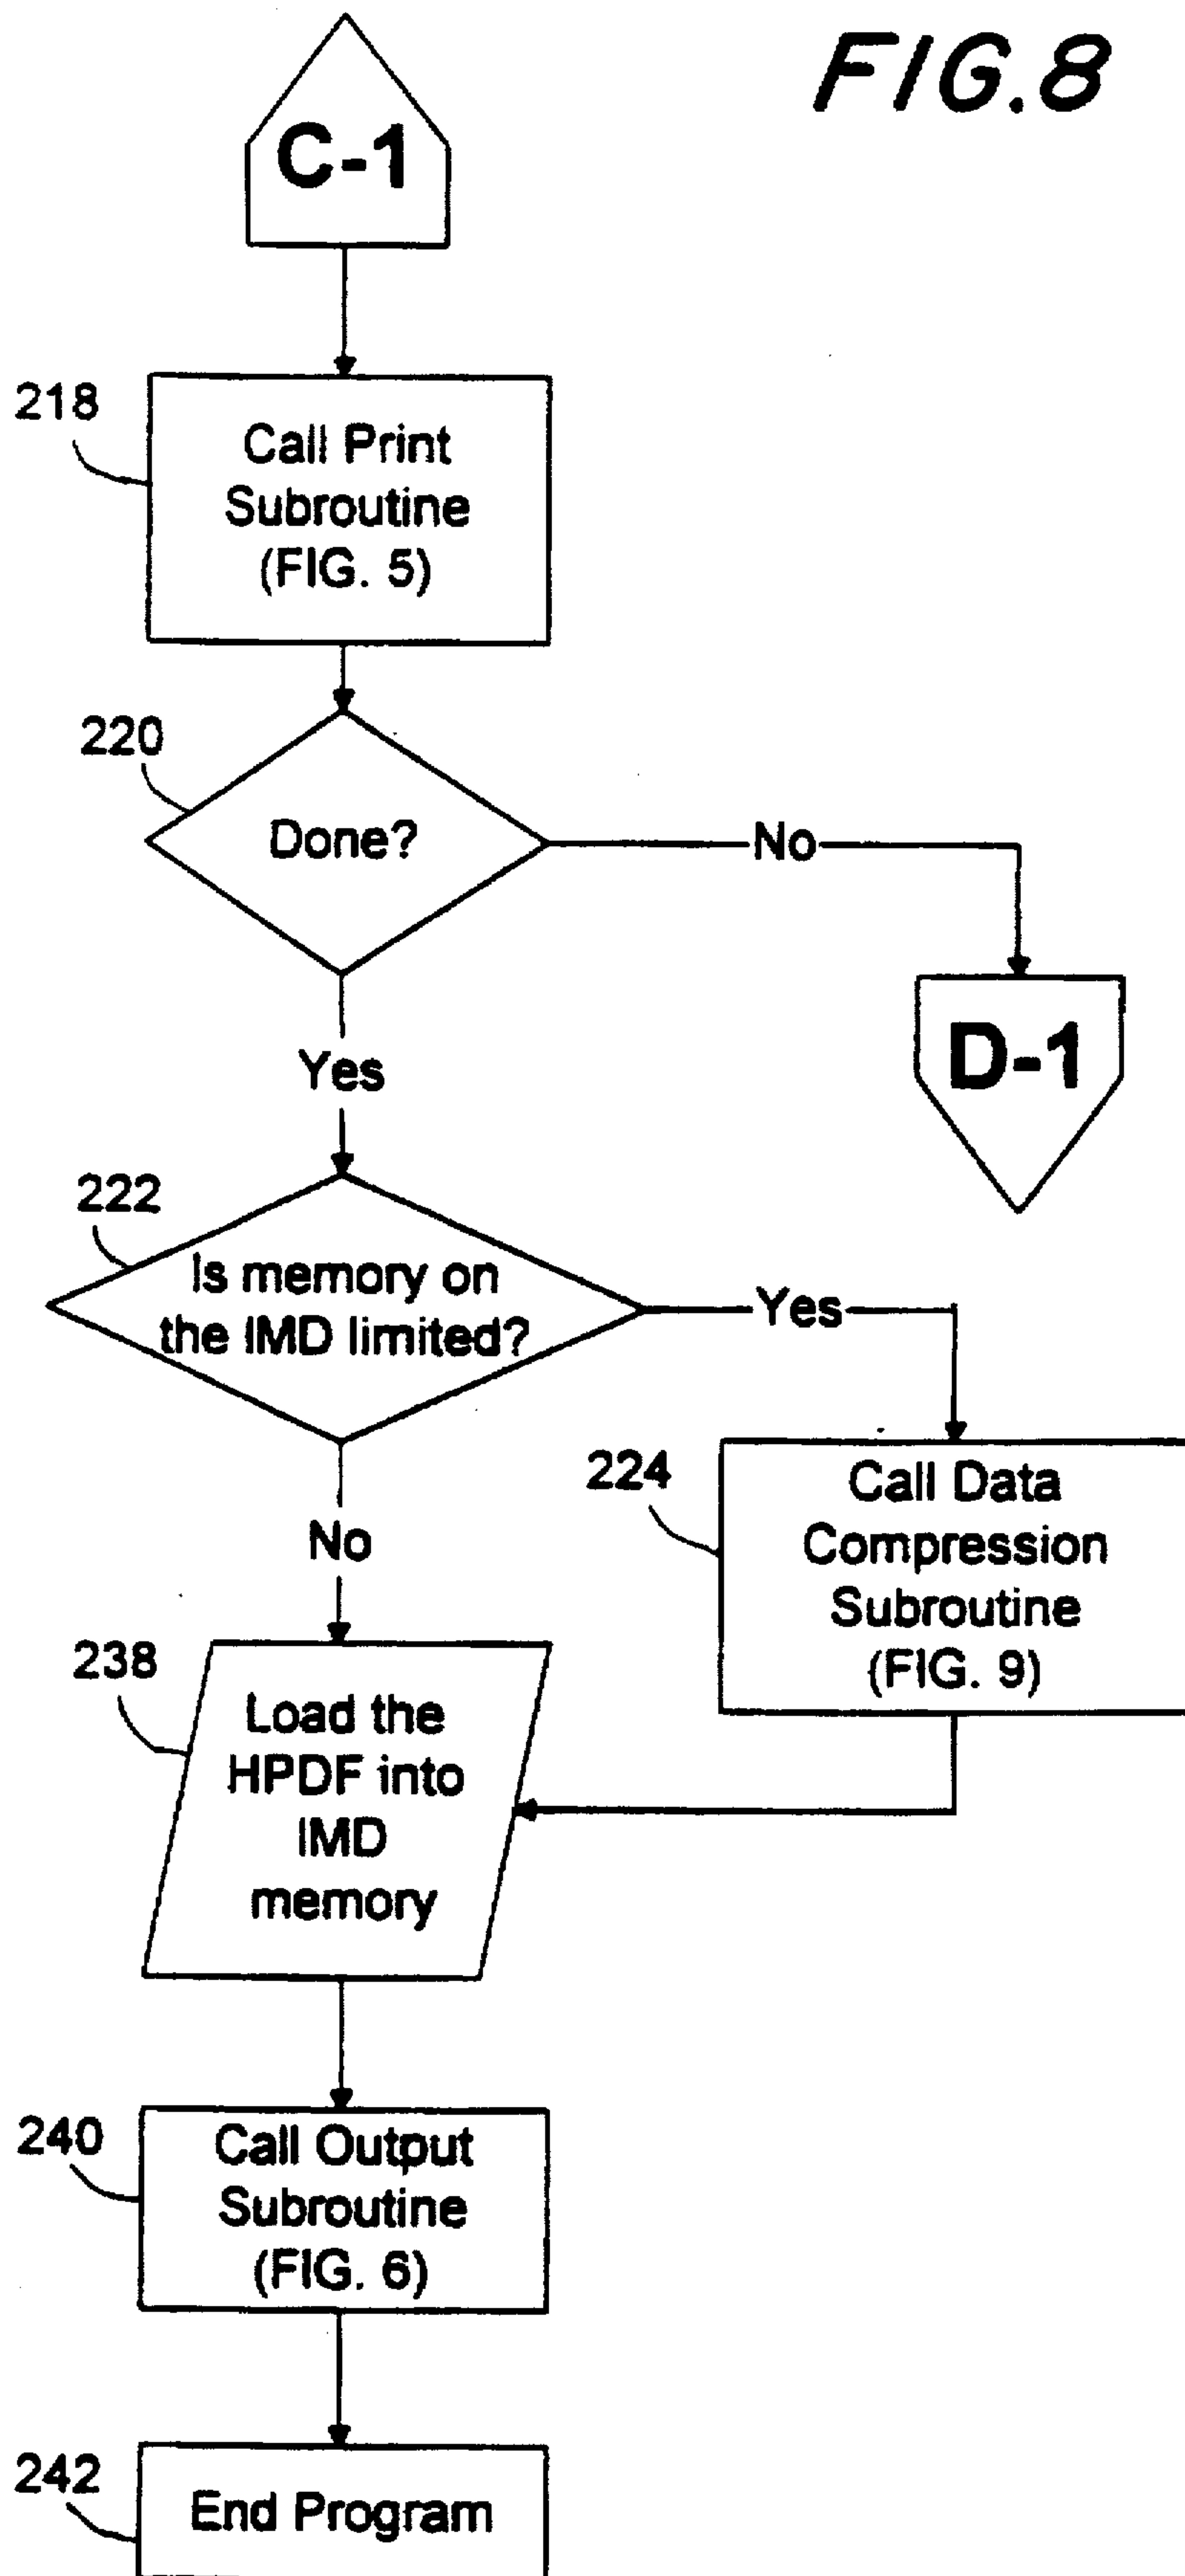 FIG.8
C-1
218
Call Print
Subroutine
(FIG. 5)
220
Done?
No
D-1
Yes
222
Is memory on
the IMD limited?
Yes
224
Call Data
Compression
Subroutine
(FIG. 9)
No
238
Load the
HPDF into
IMD
memory
240
Call Output
Subroutine
(FIG. 6)
242
End Program